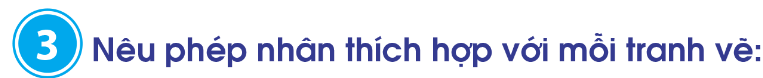 3 Nêu phép nhân thích hợp với mỗi tranh vẽ: